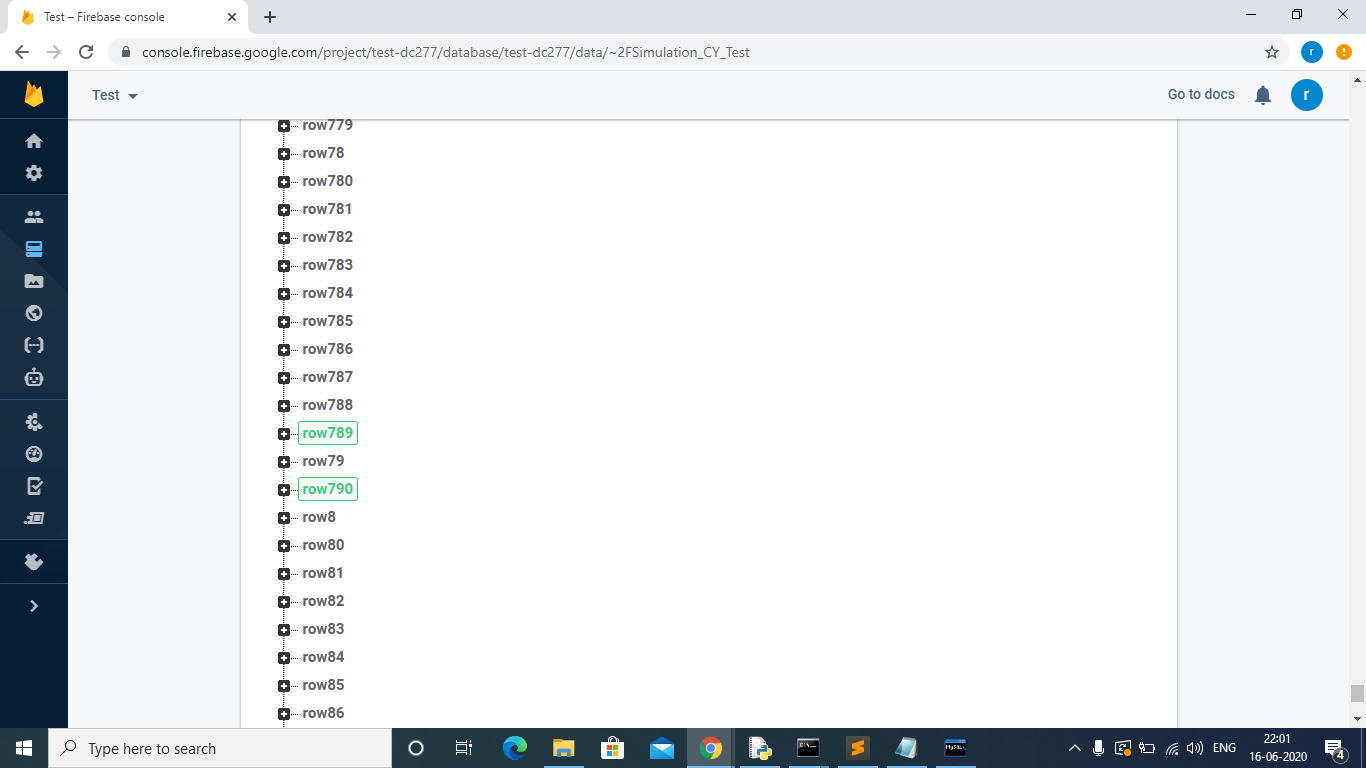 Test – Firebase console
console.firebase.google.com/project/test-dc277/database/test-dc277/data/~2FSimulation_CY_Test
r
Test
Go to docs
r
row779
row78
row780
row781
row782
row783
row784
row785
row786
row787
row788
row789
row79
row790
row8
row80
row81
row82
row83
row84
row85
row86
Type here to search
C:\.
MySQL
ENG
22:01
16-06-2020
4